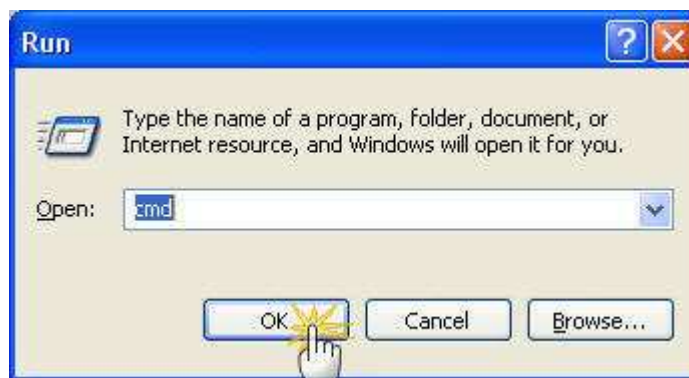 Run
Type the name of a program, folder, document, or
Internet resource, and Windows will open it for you.
Open: cmd
OK Cancel Browse...